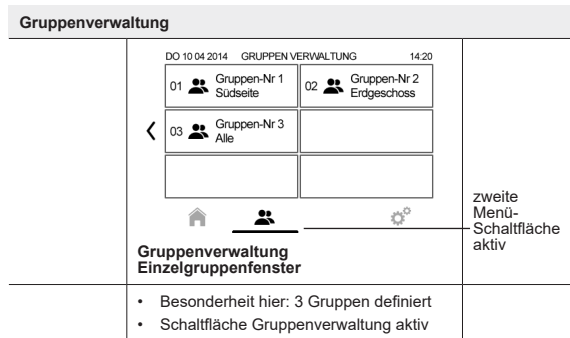 Gruppenverwaltung
DO 10 04 2014 GRUPPEN VERWALTUNG 14:20
01 Gruppen-Nr 1
Südseite
02 Gruppen-Nr 2
Erdgeschoss
03 Gruppen-Nr 3
Alle
zweite
Menü-
Schaltfläche
aktiv
Gruppenverwaltung
Einzelgruppenfenster
• Besonderheit hier: 3 Gruppen definiert
• Schaltfläche Gruppenverwaltung aktiv